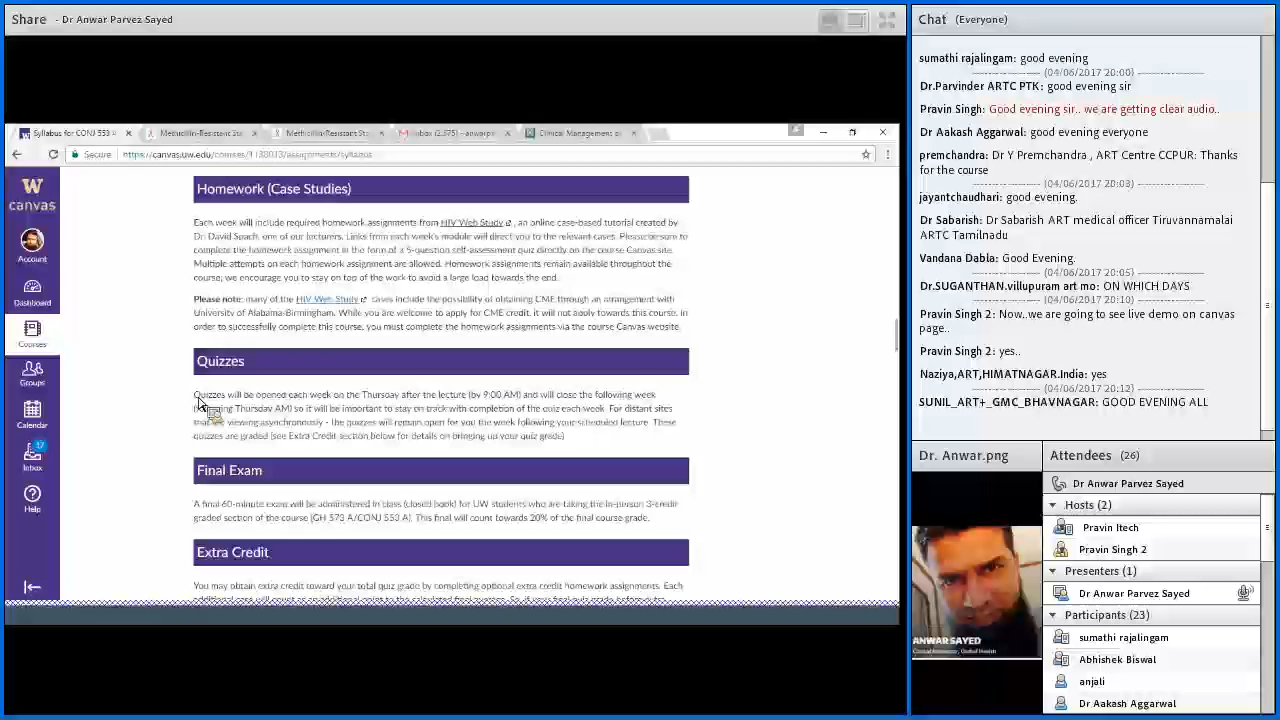 Share - Dr Anwar Parvez Sayed
Syllabus for CONJ 553 A
Methicillin-Resistant Sta
Methicillin-Resistant St
Inbox (2,375) - anwarp
Clinical Management o
Secure
canvas
Account
Dashboard
Courses
Groups
Calendar
17
Inbox
Help
Homework (Case Studies)
Each week will include required homework assignments from HIV Web Study , an online case-based tutorial created by
Dr. David Spach, one of our lecturers. Links from each week's module will direct you to the relevant cases. Please be sure to
complete the homework assignment in the form of a 5-question self-assessment quiz directly on the course Canvas site.
Multiple attempts on each homework assignment are allowed. Homework assignments remain available throughout the
course; we encourage you to stay on top of the work to avoid a large load towards the end.
Please note: many of the HIV Web Study cases include the possibility of obtaining CME through an arrangement with
University of Alabama-Birmingham. While you are welcome to apply for CME credit, it will not apply towards this course. In
order to successfully complete this course, you must complete the homework assignments via the course Canvas website.
Quizzes
Quizzes will be opened each week on the Thursday after the lecture (by 9:00 AM) and will close the following week
Thursday AM) so it will be important to stay on track with completion of the quiz each week. For distant sites
viewing asynchronously - the quizzes will remain open for you the week following your scheduled lecture. These
quizzes are graded (see Extra Credit section below for details on bringing up your quiz grade)
Final Exam
A final 60-minute exam will be administered in class (closed book) for UW students who are taking the in-person 3-credit
graded section of the course (GH 573 A/CONJ 553 A). This final will count towards 20% of the final course grade.
Extra Credit
You may obtain extra credit toward your total quiz grade by completing optional extra credit homework assignments. Each
Chat (Everyone)
sumathi rajalingam: good evening
(04/06/2017 20:00)
Dr.Parvinder ARTC PTK: good evening sir
Pravin Singh: Good evening sir.. we are getting clear audio..
Dr Aakash Aggarwal: good evening everyone
premchandra: Dr Y Premchandra , ART Centre CCPUR. Thanks
for the course
(04/06/2017 20:03)
jayantchaudhari: good evening.
Dr Sabarish: Dr Sabarish ART medical officer Tiruvannamalai
ARTC Tamilnadu
Vandana Dabla: Good Evening.
(04/06/2017 20:05)
Dr.SUGANTHAN.villupuram art mo: ON WHICH DAYS
(04/06/2017 20:10)
Pravin Singh 2: Now..we are going to see live demo on canvas
page..
Pravin Singh 2: yes..
Naziya,ART,HIMATNAGAR.India: yes
(04/06/2017 20:12)
SUNIL_ART+_GMC_BHAVNAGAR: GOOD EVENING ALL
Dr. Anwar.png
ANWAR SAYED
Attendees (26)
Dr Anwar Parvez Sayed
Hosts (2)
Pravin Itech
Pravin Singh 2
Presenters (1)
Dr Anwar Parvez Sayed
Participants (23)
sumathi rajalingam
Abhishek Biswal
anjali
Dr Aakash Aggarwal